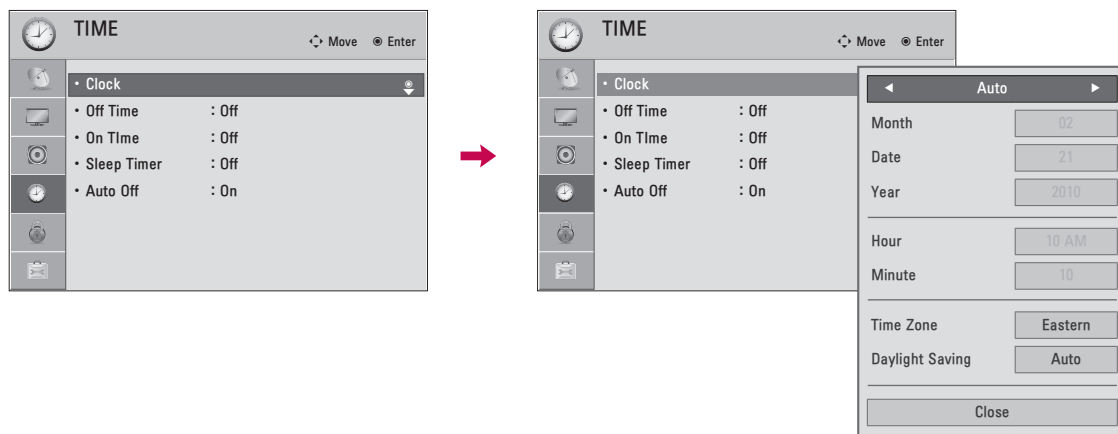 TIME
Move Enter
• Clock
• Off Time : Off
• On TIme : Off
• Sleep Timer : Off
• Auto Off : On
TIME
Move Enter
• Clock
• Off Time : Off
• On TIme : Off
• Sleep Timer : Off
• Auto Off : On
◄ Auto ►
Month 02
Date 21
Year 2010
Hour 10 AM
Minute 10
Time Zone Eastern
Daylight Saving Auto
Close